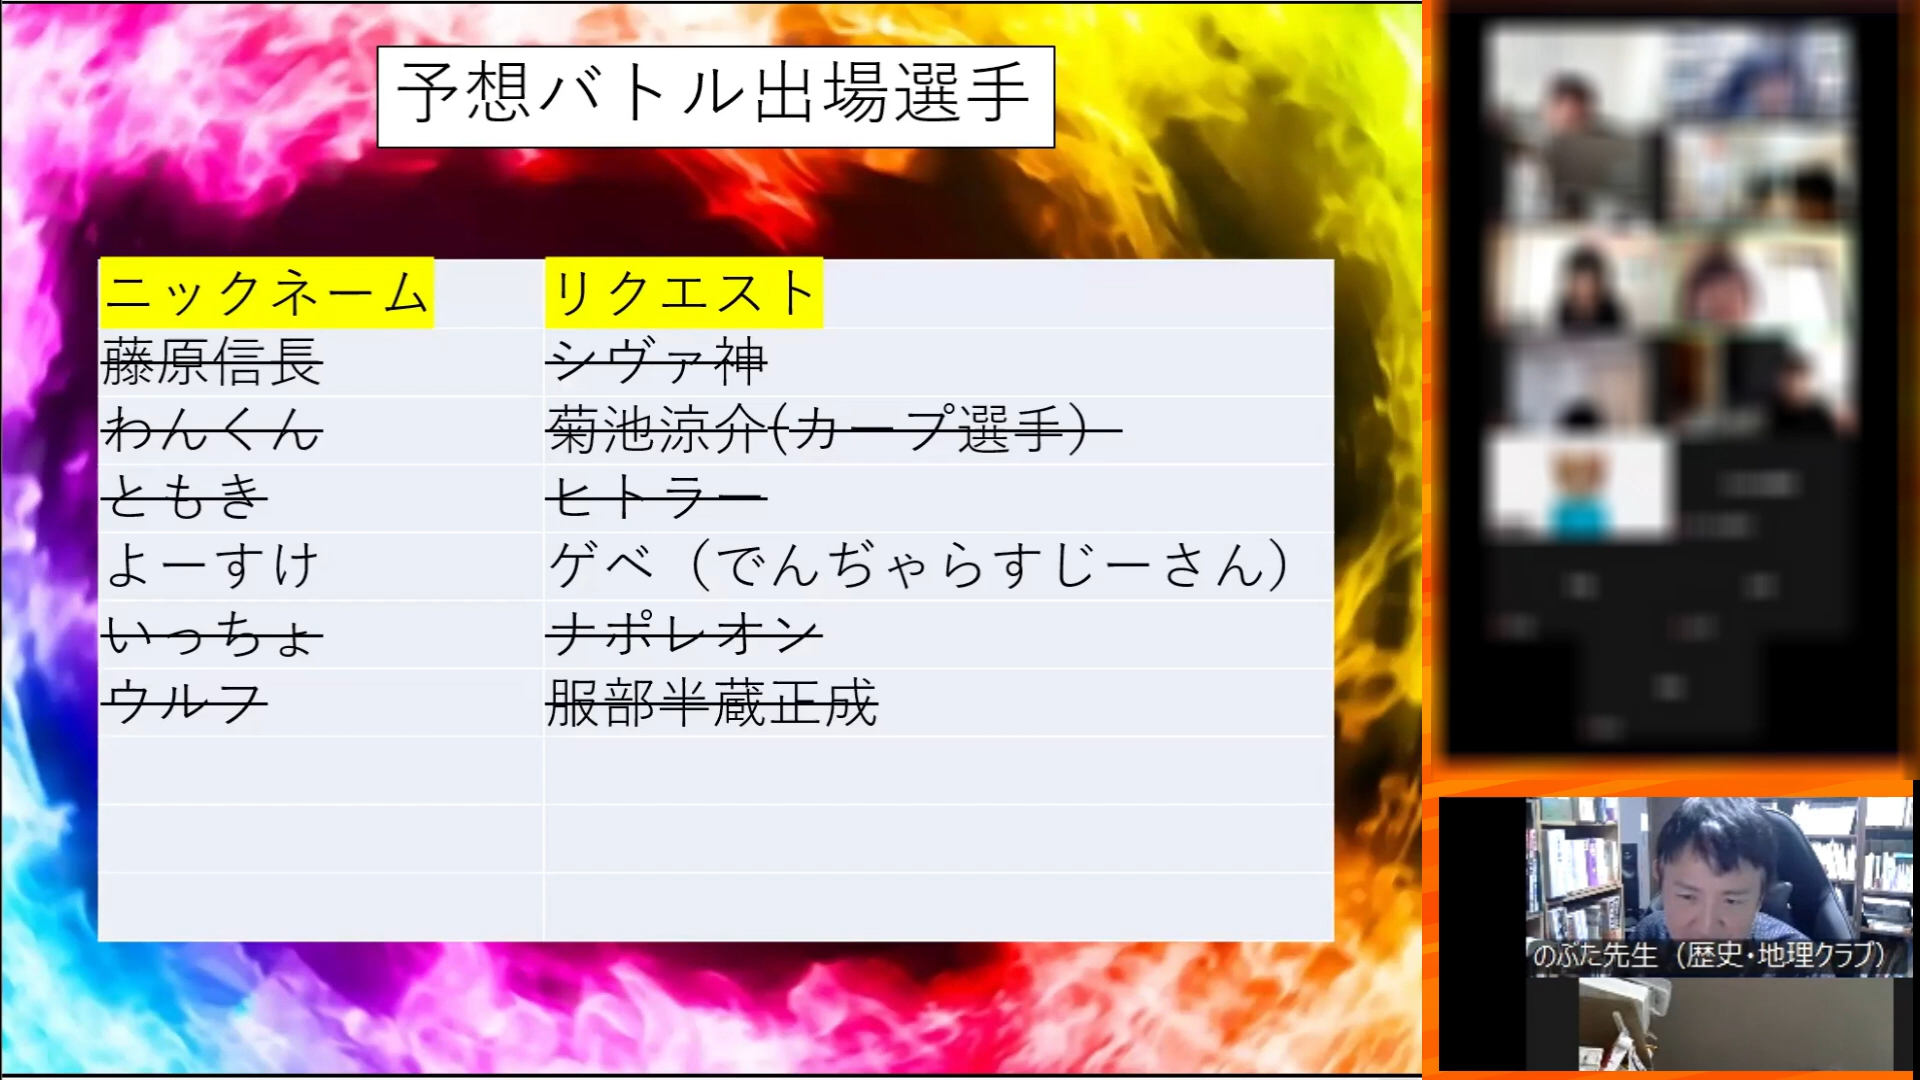 予想バトル出場選手
ニックネーム リクエスト
藤原信長 シヴァ神
わんくん 菊池涼介(カープ選手）
ともき ヒトラー
よーすけ ゲベ（でんぢゃらすじーさん）
いっちょ ナポレオン
ウルフ 服部半蔵正成
のぶた先生（歴史・地理クラブ）